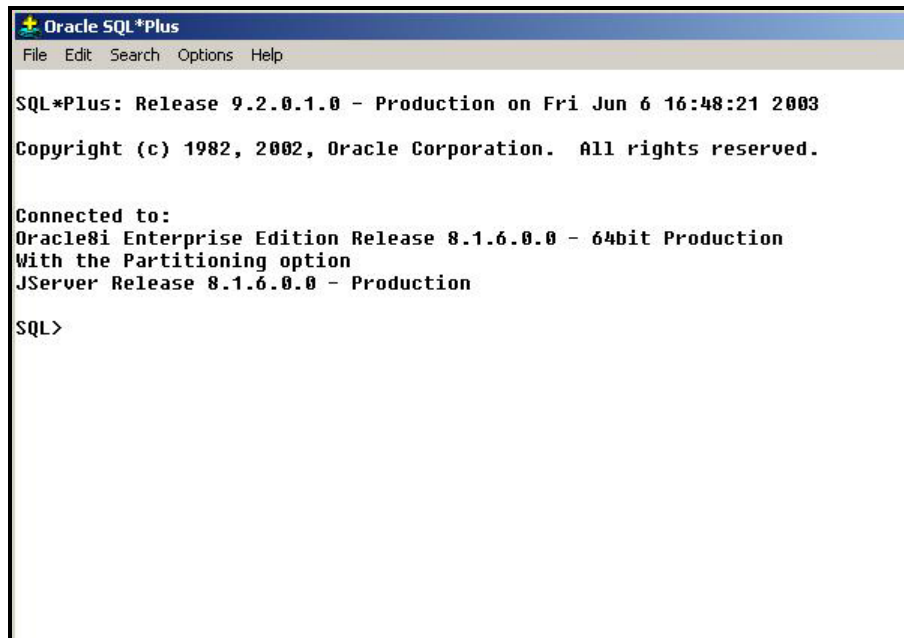 Oracle SQL*Plus
File Edit Search Options Help
SQL*Plus: Release 9.2.0.1.0 - Production on Fri Jun 6 16:48:21 2003
Copyright (c) 1982, 2002, Oracle Corporation.  All rights reserved.
Connected to:
Oracle8i Enterprise Edition Release 8.1.6.0.0 - 64bit Production
With the Partitioning option
JServer Release 8.1.6.0.0 - Production
SQL>